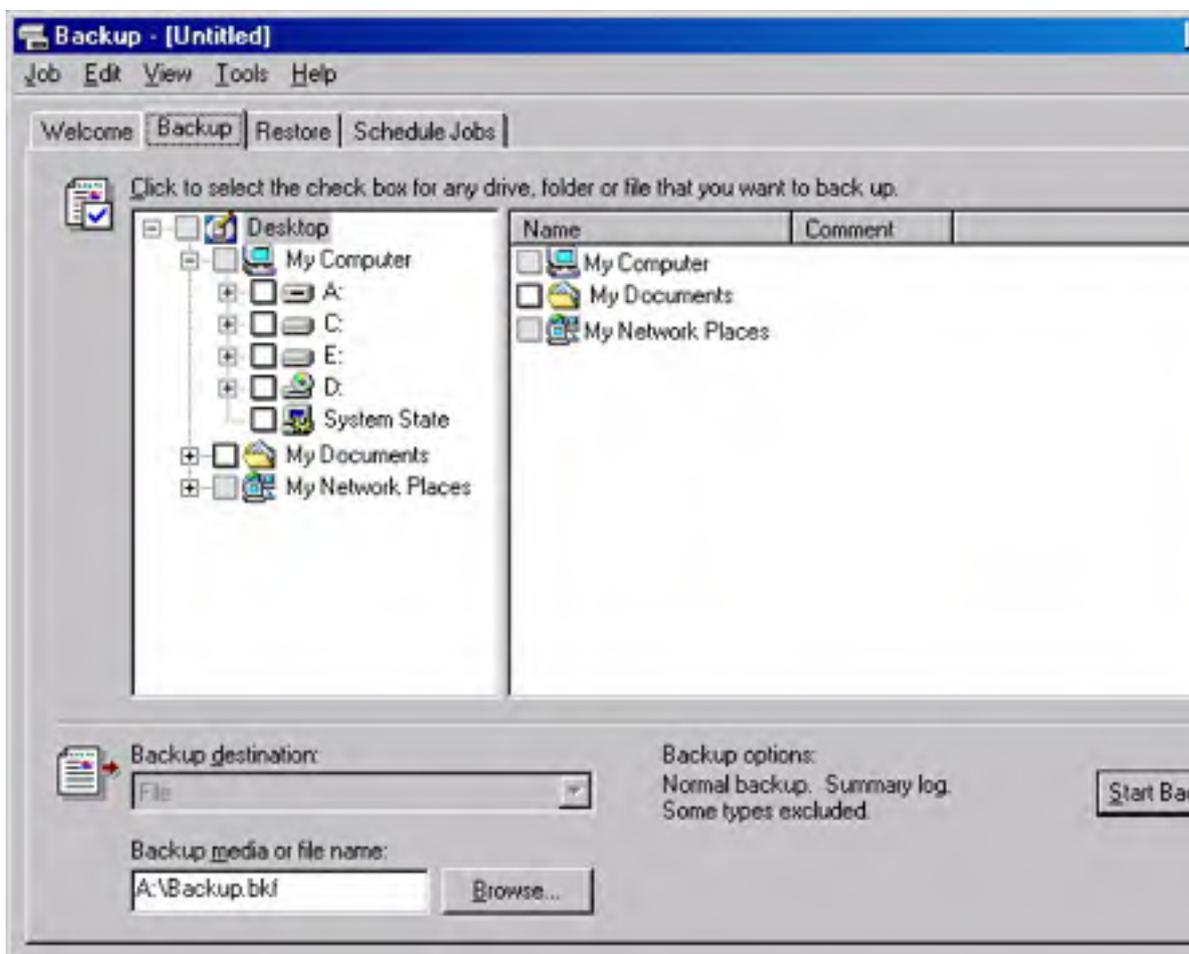 Backup - [Untitled]
Job Edit View Tools Help
Welcome Backup Restore Schedule Jobs
Click to select the check box for any drive, folder or file that you want to back up.
Desktop
My Computer
A:
C:
E:
D:
System State
My Documents
My Network Places
Name Comment
My Computer
My Documents
My Network Places
Backup destination:
File
Backup media or file name:
A:\Backup.bkf Browse...
Backup options:
Normal backup. Summary log.
Some types excluded.
Start Bac